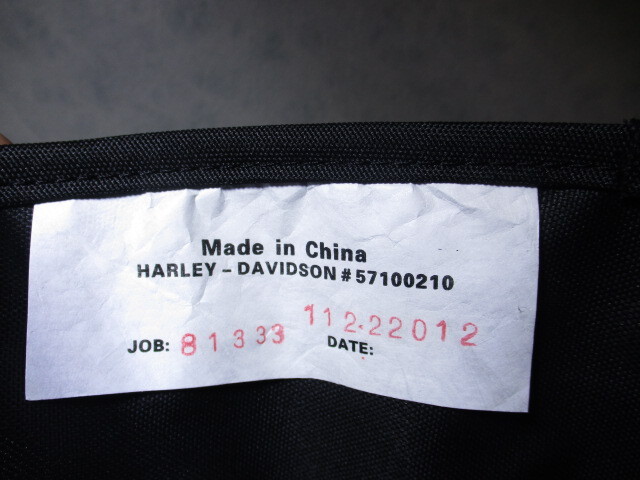 Made in China
HARLEY-DAVIDSON #57100210
JOB: 81333 DATE: 112.22012